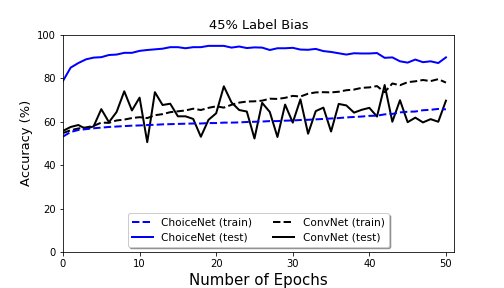 45% Label Bias
Accuracy (%)
100
80
60
40
20
0
0 10 20 30 40 50
Number of Epochs
ChoiceNet (train) ConvNet (train)
ChoiceNet (test) ConvNet (test)